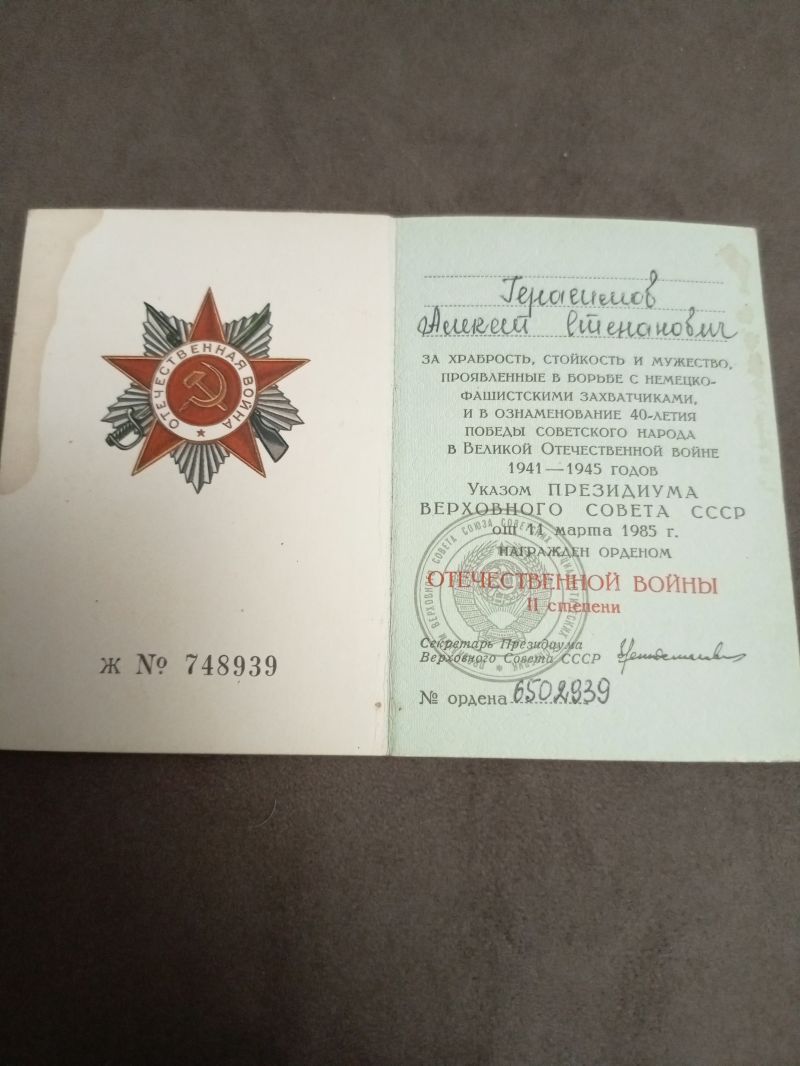 ОТЕЧЕСТВЕННАЯ ВОЙНА
Ж № 748939
Герасимов
Алексей Степанович
ЗА ХРАБРОСТЬ, СТОЙКОСТЬ И МУЖЕСТВО,
ПРОЯВЛЕННЫЕ В БОРЬБЕ С НЕМЕЦКО-
ФАШИСТСКИМИ ЗАХВАТЧИКАМИ,
И В ОЗНАМЕНОВАНИЕ 40-ЛЕТИЯ
ПОБЕДЫ СОВЕТСКОГО НАРОДА
В ВЕЛИКОЙ ОТЕЧЕСТВЕННОЙ ВОЙНЕ
1941—1945 ГОДОВ
УКАЗОМ ПРЕЗИДИУМА
ВЕРХОВНОГО СОВЕТА СССР
от 11 марта 1985 г.
НАГРАЖДЕН ОРДЕНОМ
ОТЕЧЕСТВЕННОЙ ВОЙНЫ
II степени
Секретарь Президиума
Верховного Совета СССР
№ ордена 6502939